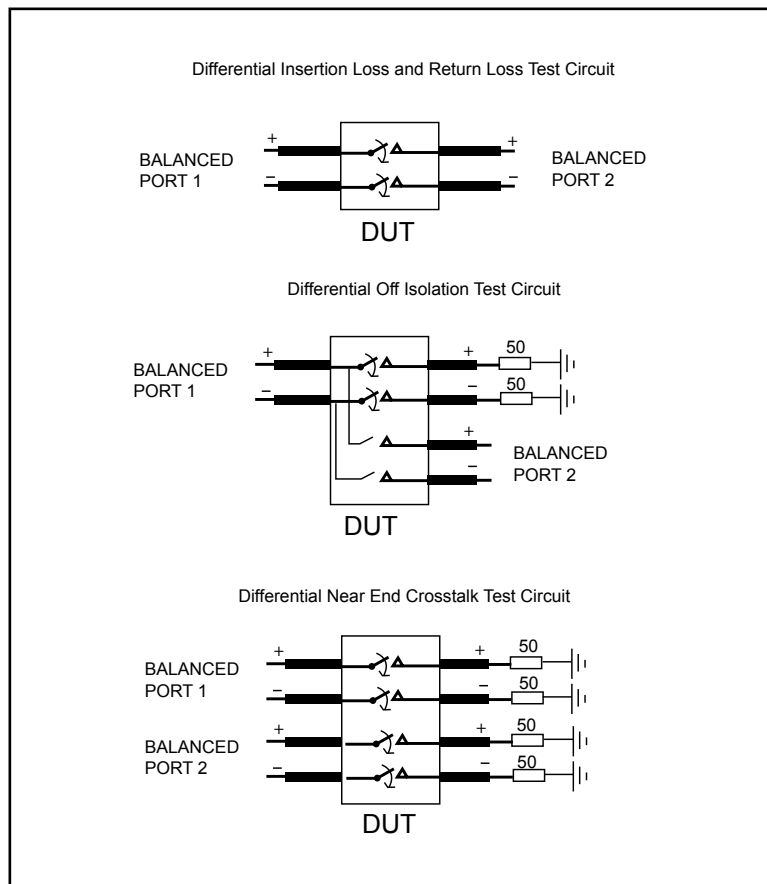 Differential Insertion Loss and Return Loss Test Circuit
+ +
BALANCED
PORT 1
BALANCED
PORT 2
− −
DUT
Differential Off Isolation Test Circuit
+ + 50
BALANCED
PORT 1
− − 50
+
BALANCED
PORT 2
−
DUT
Differential Near End Crosstalk Test Circuit
+ + 50
BALANCED
PORT 1
− − 50
+ + 50
BALANCED
PORT 2
− − 50
DUT